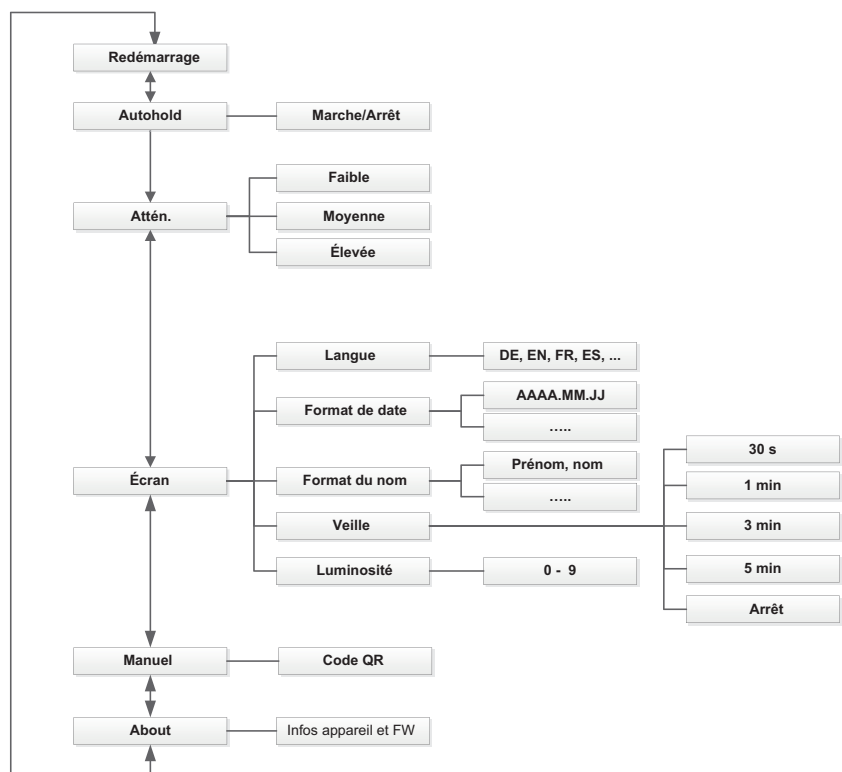 Redémarrage
Autohold
Marche/Arrêt
Faible
Attén.
Moyenne
Élevée
Langue
DE, EN, FR, ES, ...
Format de date
AAAA.MM.JJ
.....
Écran
Format du nom
Prénom, nom
.....
Veille
30 s
1 min
3 min
5 min
Arrêt
Luminosité
0 - 9
Manuel
Code QR
About
Infos appareil et FW